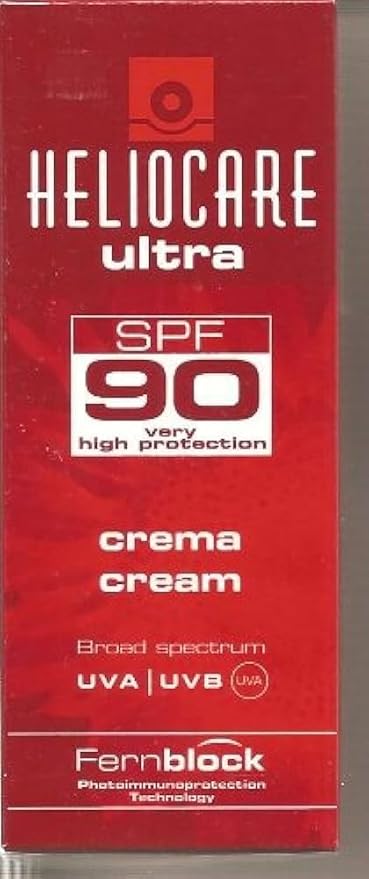 HELIOCARE
ultra
SPF
90
very
high protection
crema
cream
Broad spectrum
UVA | UVB UVA
Fernblock
Photoimmunoprotection
Technology